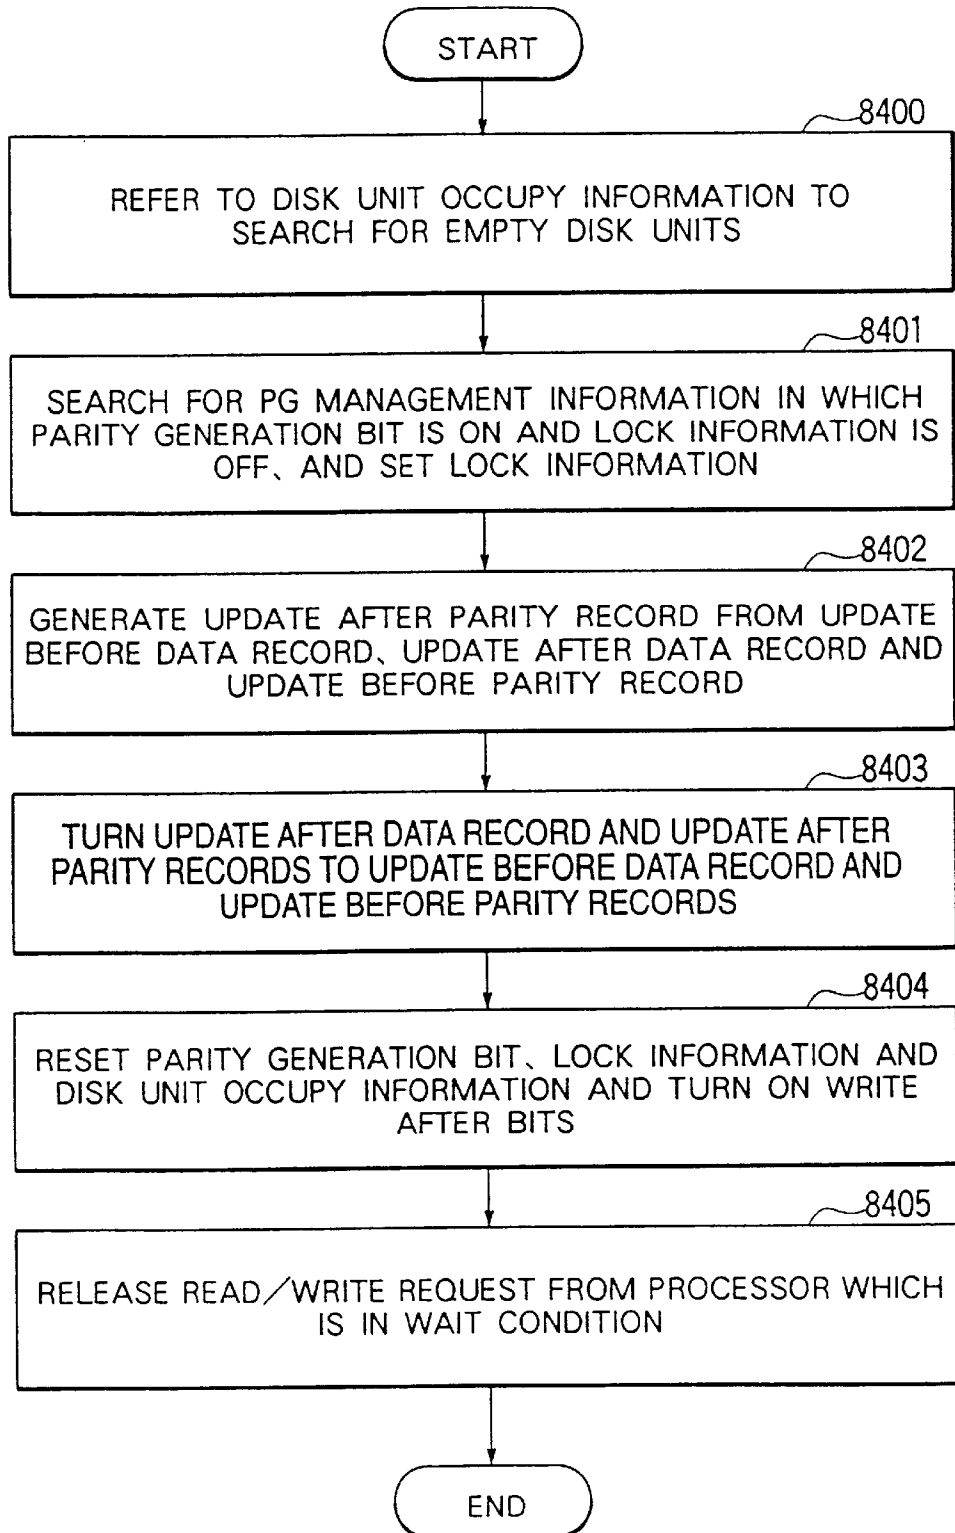 START
8400
REFER TO DISK UNIT OCCUPY INFORMATION TO
SEARCH FOR EMPTY DISK UNITS
8401
SEARCH FOR PG MANAGEMENT INFORMATION IN WHICH
PARITY GENERATION BIT IS ON AND LOCK INFORMATION IS
OFF、AND SET LOCK INFORMATION
8402
GENERATE UPDATE AFTER PARITY RECORD FROM UPDATE
BEFORE DATA RECORD、UPDATE AFTER DATA RECORD AND
UPDATE BEFORE PARITY RECORD
8403
TURN UPDATE AFTER DATA RECORD AND UPDATE AFTER
PARITY RECORDS TO UPDATE BEFORE DATA RECORD AND
UPDATE BEFORE PARITY RECORDS
8404
RESET PARITY GENERATION BIT、LOCK INFORMATION AND
DISK UNIT OCCUPY INFORMATION AND TURN ON WRITE
AFTER BITS
8405
RELEASE READ/WRITE REQUEST FROM PROCESSOR WHICH
IS IN WAIT CONDITION
END